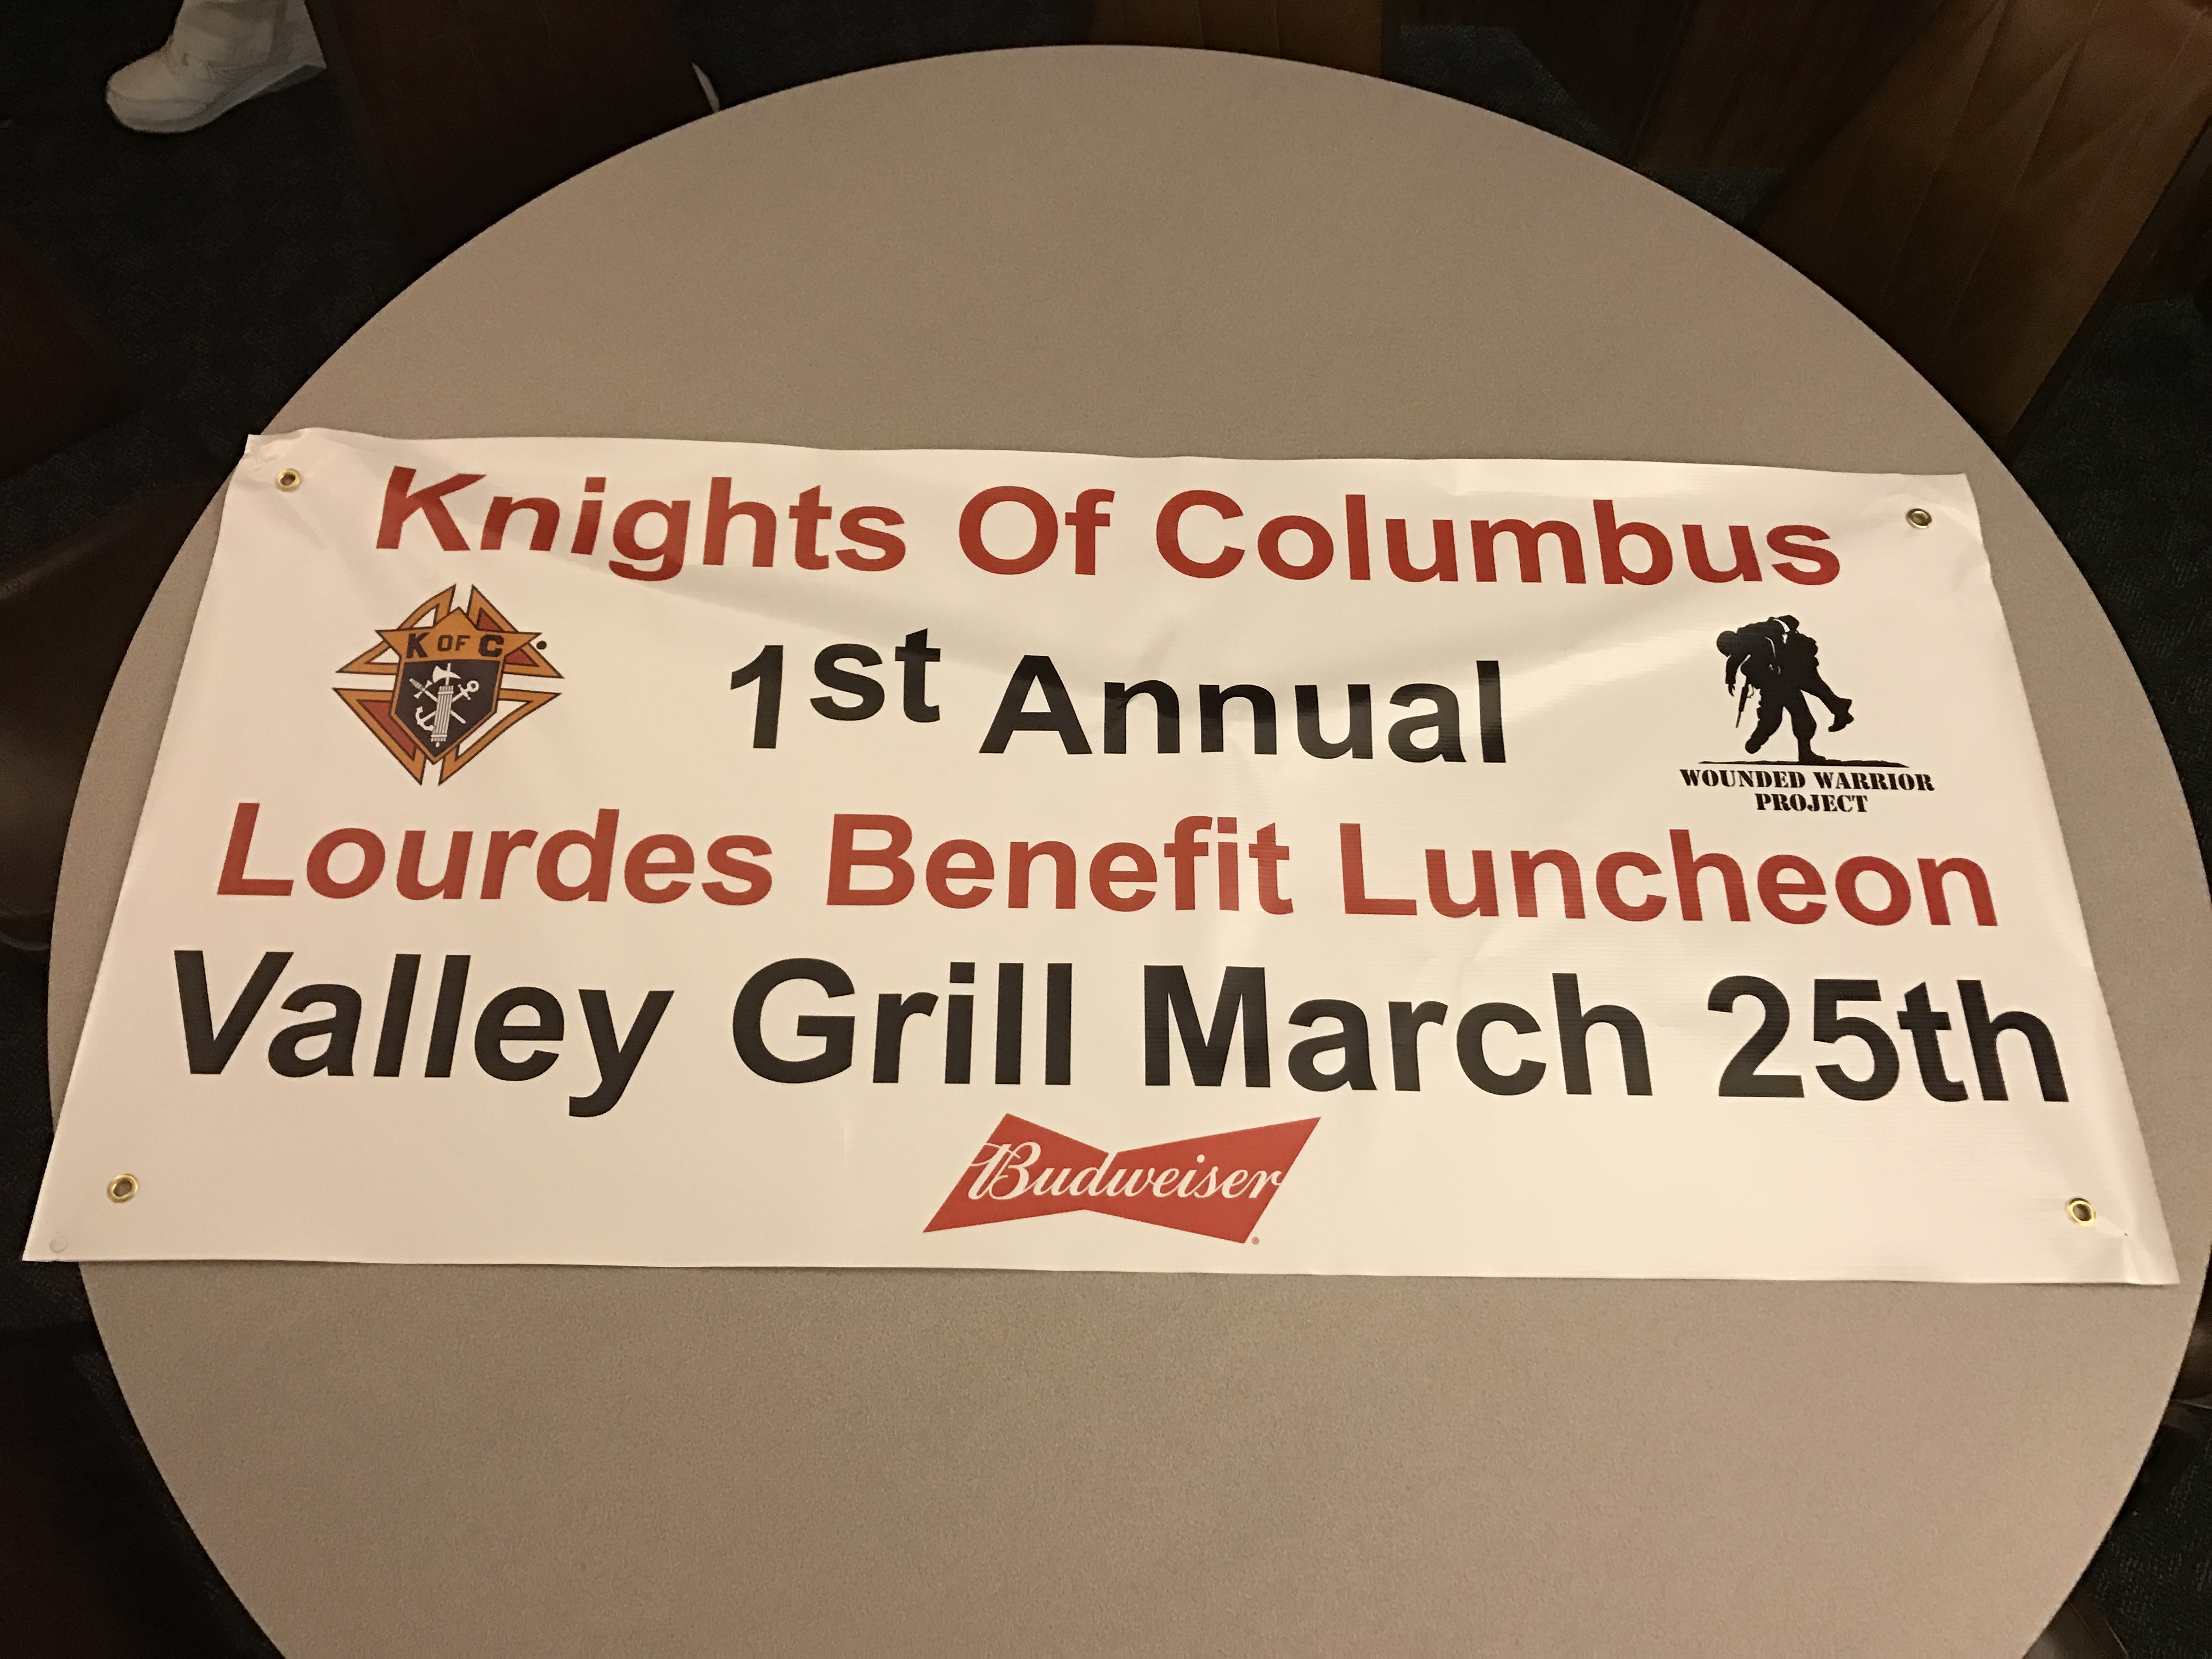 Knights Of Columbus
K OF C
1st Annual
WOUNDED WARRIOR
PROJECT
Lourdes Benefit Luncheon
Valley Grill March 25th
Budweiser